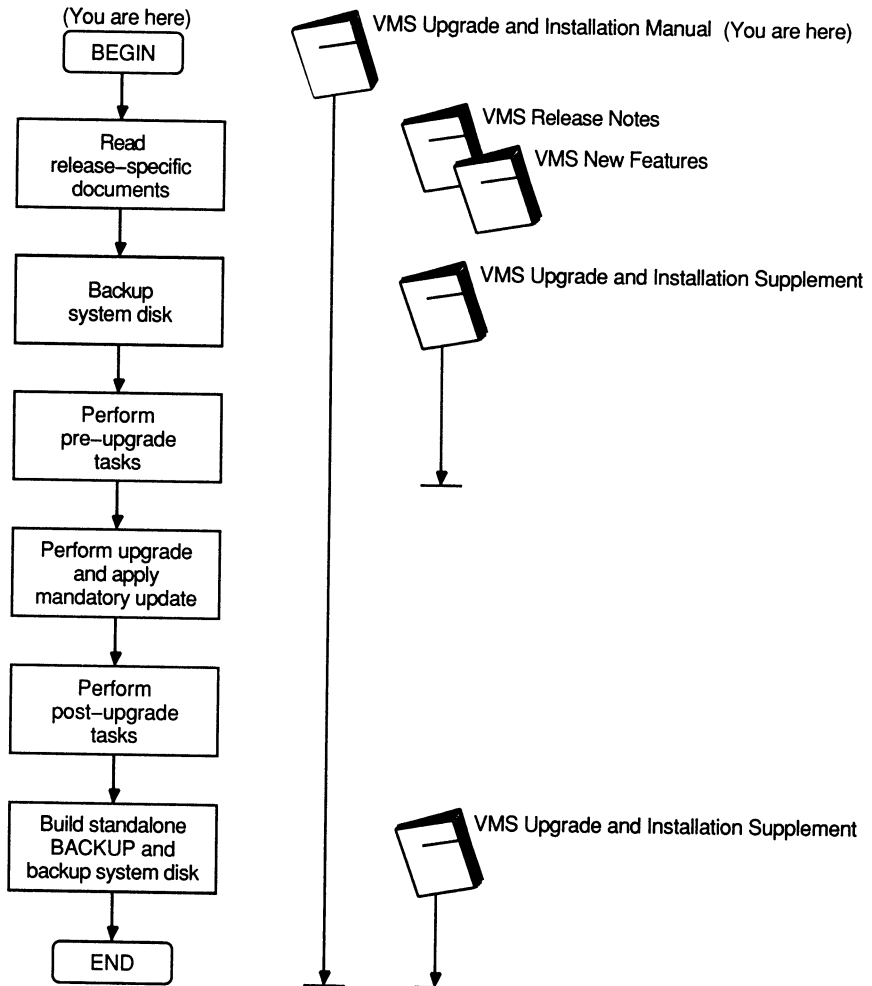 (You are here)
BEGIN
VMS Upgrade and Installation Manual (You are here)
Read
release–specific
documents
VMS Release Notes
VMS New Features
Backup
system disk
VMS Upgrade and Installation Supplement
Perform
pre–upgrade
tasks
Perform upgrade
and apply
mandatory update
Perform
post–upgrade
tasks
Build standalone
BACKUP and
backup system disk
VMS Upgrade and Installation Supplement
END